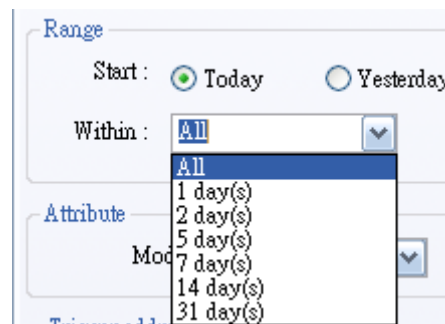 Range
Start : Today Yesterday
Within : All
All
1 day(s)
2 day(s)
Attribute
5 day(s)
7 day(s)
14 day(s)
31 day(s)